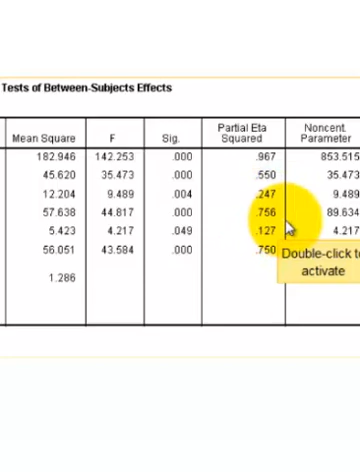 Tests of Between-Subjects Effects
Mean Square F Sig. Partial Eta Squared Noncent. Parameter
182.946 142.253 .000 .967 853.515
45.620 35.473 .000 .550 35.473
12.204 9.489 .004 .247 9.489
57.638 44.817 .000 .756 89.634
5.423 4.217 .049 .127 4.217
56.051 43.584 .000 .750
1.286
Double-click to
activate